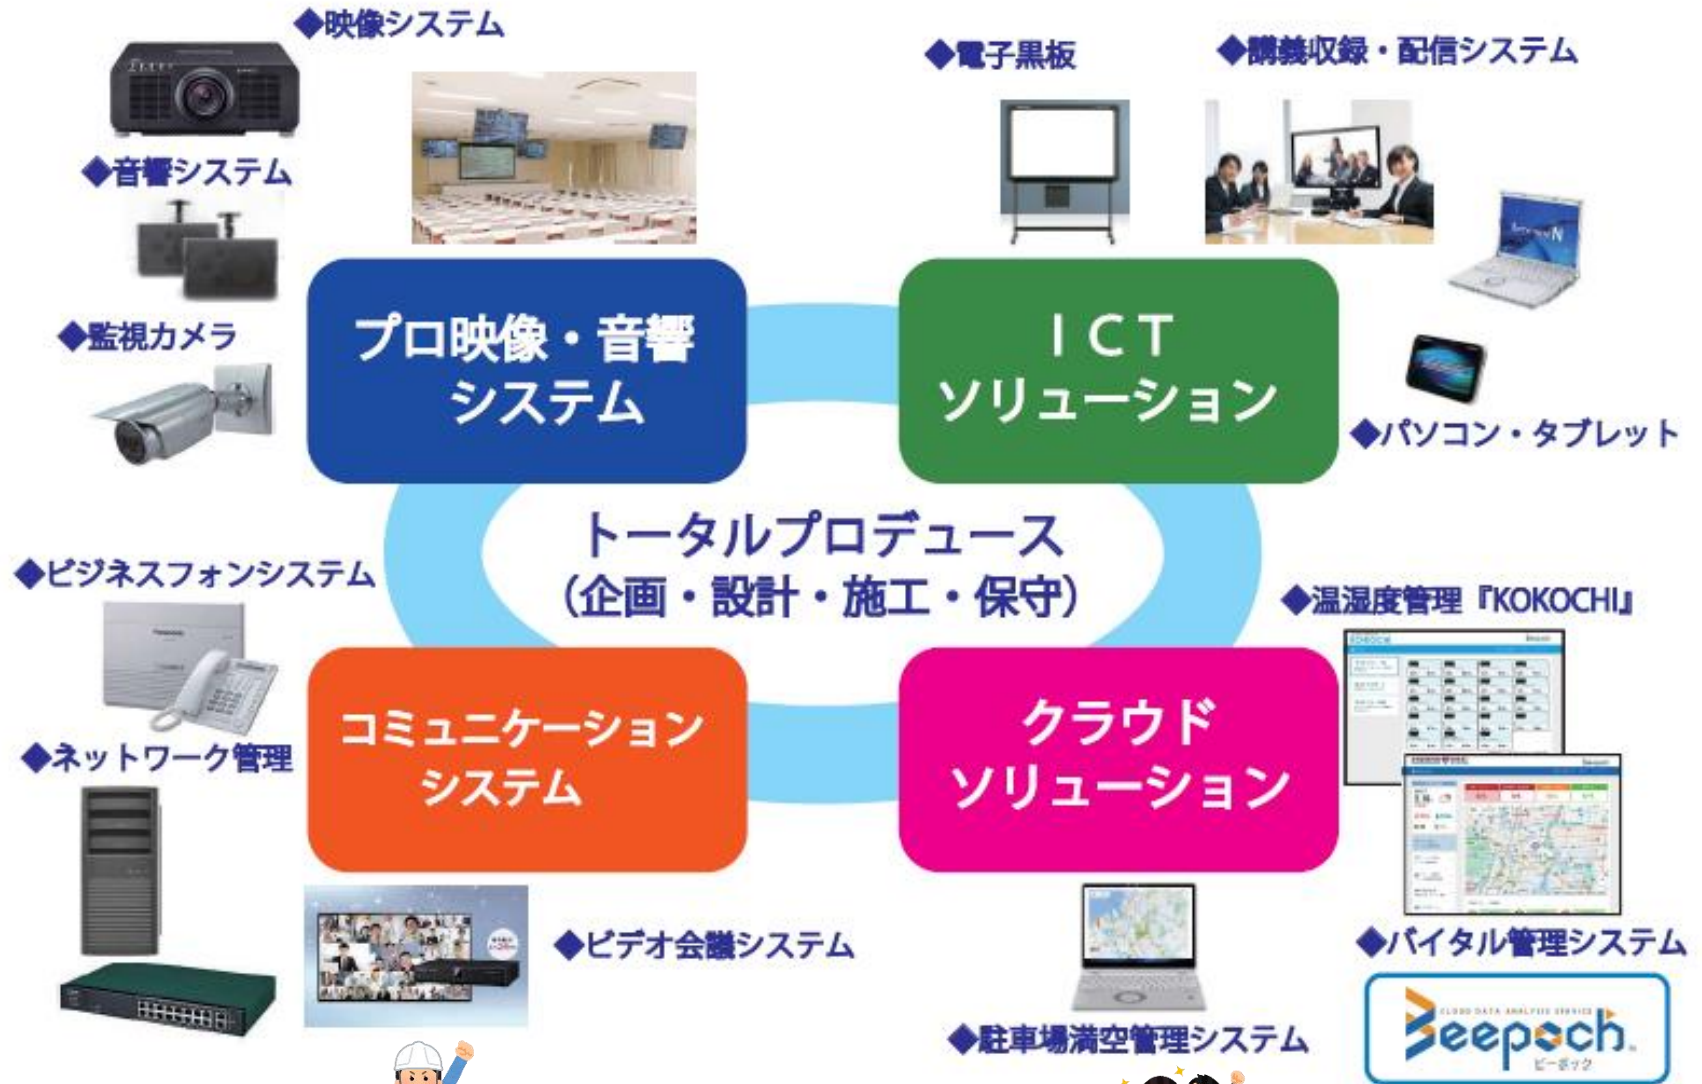 ◆映像システム
◆電子黒板
◆講義収録・配信システム
◆音響システム
◆監視カメラ
プロ映像・音響
システム
ICT
ソリューション
◆パソコン・タブレット
トータルプロデュース
(企画・設計・施工・保守)
◆ビジネスフォンシステム
◆温湿度管理『KOKOCHI』
コミュニケーション
システム
クラウド
ソリューション
◆ネットワーク管理
◆ビデオ会議システム
◆バイタル管理システム
◆駐車場満空管理システム
CLOUD DATA ANALYSIS SERVICE
Beepoch
ビーポック